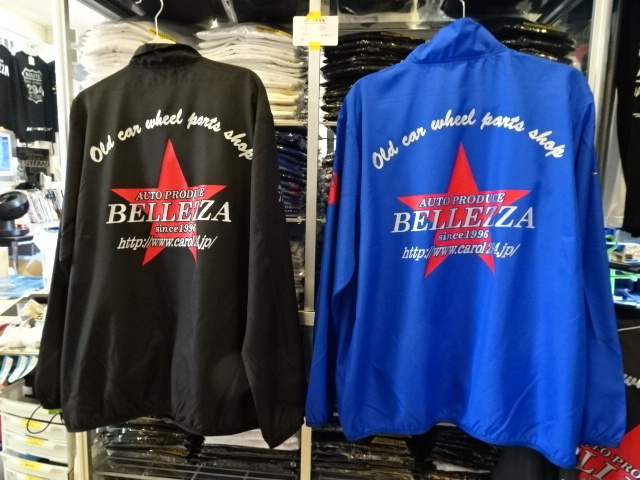 Old car wheel parts shop
AUTO PRODUCE
BELLEZZA
since1996
http://www.carol24.jp/
Old car wheel parts shop
AUTO PRODUCE
BELLEZZA
since1996
http://www.carol24.jp/